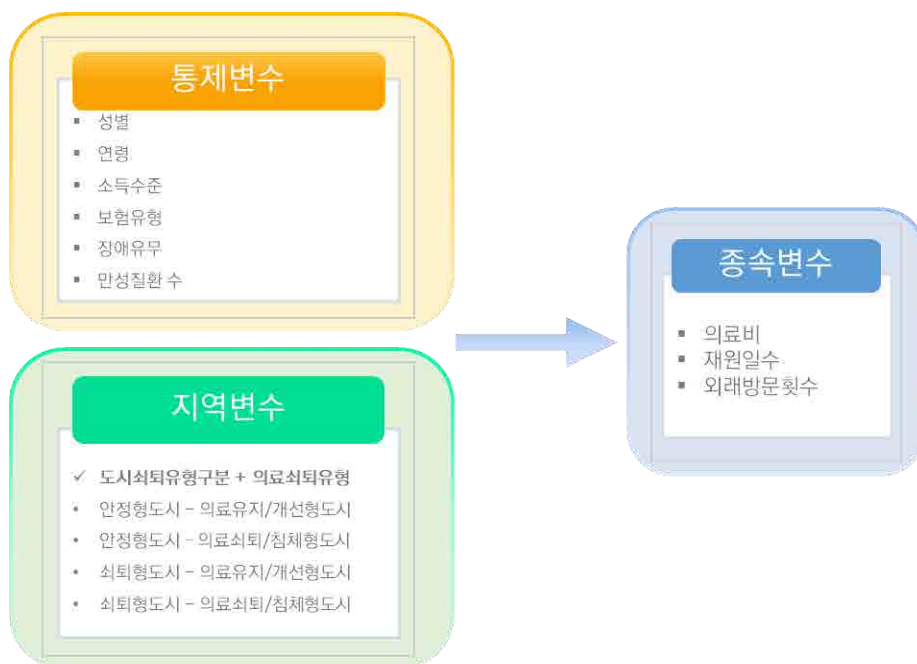 통제변수
▪ 성별
▪ 연령
▪ 소득수준
▪ 보험유형
▪ 장애유무
▪ 만성질환 수
지역변수
✓ 도시쇠퇴유형구분 + 의료쇠퇴유형
• 안정형도시 – 의료유지/개선형도시
• 안정형도시 – 의료쇠퇴/침체형도시
• 쇠퇴형도시 – 의료유지/개선형도시
• 쇠퇴형도시 – 의료쇠퇴/침체형도시
종속변수
▪ 의료비
▪ 재원일수
▪ 외래방문횟수